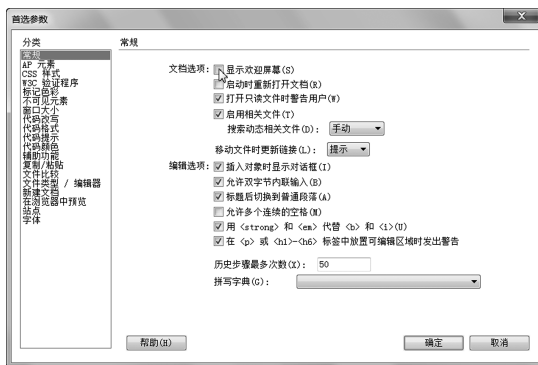 首选参数
分类
常规
AP 元素
CSS 样式
W3C 验证程序
标记色彩
不可见元素
窗口大小
代码改写
代码格式
代码提示
代码颜色
辅助功能
复制/粘贴
文件比较
文件类型 / 编辑器
新建文档
在浏览器中预览
站点
字体
常规
文档选项: 显示欢迎屏幕(S)
启动时重新打开文档(R)
打开只读文件时警告用户(W)
启用相关文件(T)
搜索动态相关文件(D): 手动
移动文件时更新链接(L): 提示
编辑选项: 插入对象时显示对话框(I)
允许双字节内联输入(B)
标题后切换到普通段落(A)
允许多个连续的空格(M)
用 <strong> 和 <em> 代替 <b> 和 <i>(U)
在 <p> 或 <h1>-<h6> 标签中放置可编辑区域时发出警告
历史步骤最多次数(X): 50
拼写字典(G):
帮助(H)
确定
取消